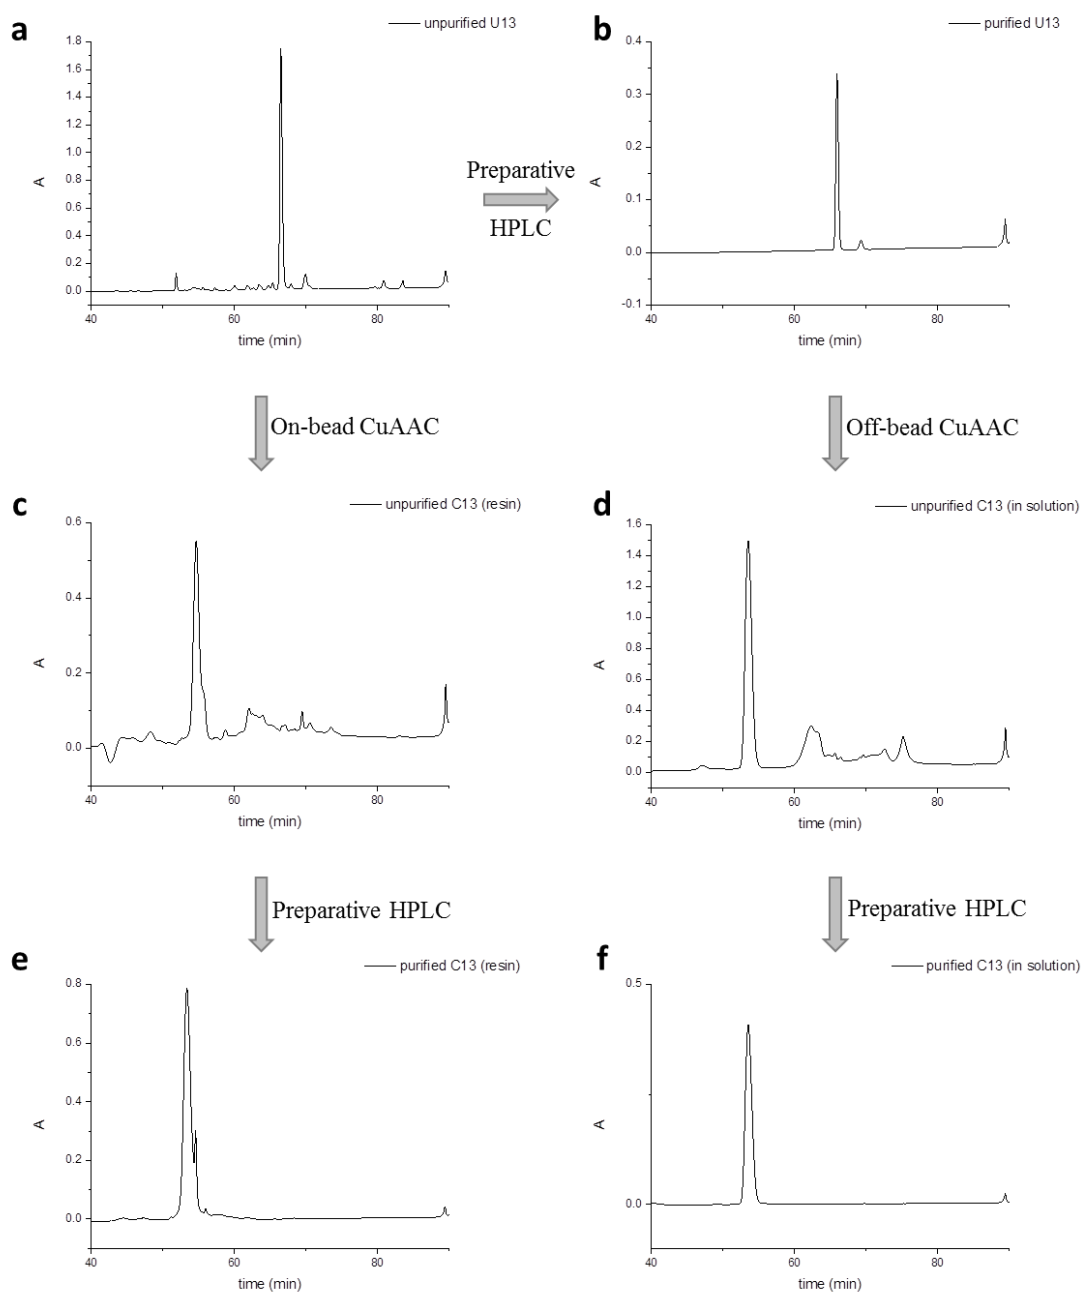 a
unpurified U13
1.8
1.6
1.4
1.2
1.0
0.8
0.6
0.4
0.2
0.0
A
40
60
80
time (min)
Preparative
HPLC
b
purified U13
0.4
0.3
0.2
0.1
0.0
-0.1
A
40
60
80
time (min)
On-bead CuAAC
Off-bead CuAAC
c
unpurified C13 (resin)
0.6
0.4
0.2
0.0
A
40
60
80
time (min)
d
unpurified C13 (in solution)
1.6
1.4
1.2
1.0
0.8
0.6
0.4
0.2
0.0
A
40
60
80
time (min)
Preparative HPLC
Preparative HPLC
e
purified C13 (resin)
0.8
0.6
0.4
0.2
0.0
A
40
60
80
time (min)
f
purified C13 (in solution)
0.5
0.0
A
40
60
80
time (min)